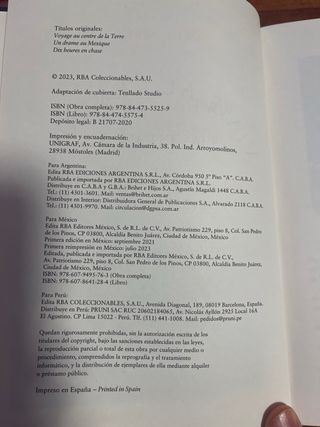 Títulos originales:
Voyage au centre de la Terre
Un drame au Mexique
Dix heures en chasse
© 2023, RBA Coleccionables, S.A.U.
Adaptación de cubierta: Tenllado Studio
ISBN (Obra completa): 978-84-473-5525-9
ISBN (Libro): 978-84-474-5575-4
Depósito legal: B 21707-2020
Impresión y encuadernación:
UNIGRAF, Av. Cámara de la Industria, 38. Pol. Ind. Arroyomolinos,
28938 Móstoles (Madrid)
Para Argentina:
Edita RBA EDICIONES ARGENTINA S.R.L., Av. Córdoba 950 5º Piso "A". C.A.B.A.
Publicada e importada por RBA EDICIONES ARGENTINA S.R.L.
Distribuye en C.A.B.A y G.B.A.: Brihet e Hijos S.A., Agustín Magaldi 1448 C.A.B.A.
Tel.: (11) 4301-3601. Mail: ventas@brihet.com.ar
Distribuye en Interior: Distribuidora General de Publicaciones S.A., Alvarado 2118 C.A.B.A.
Tel.: (11) 4301-9970. Mail: circulacion@dgpsa.com.ar
Para México
Edita RBA Editores México, S. de R.L. de C.V., Av. Patriotismo 229, piso 8, Col. San Pedro
de los Pinos, CP 03800, Alcaldía Benito Juárez, Ciudad de México, México
Primera edición en México: septiembre 2021
Primera reimpresión en México: julio 2023
Editada, publicada e importada por RBA Editores México, S. de R.L. de C.V.,
Av. Patriotismo 229, piso 8, Col. San Pedro de los Pinos, CP 03800, Alcaldía Benito Juárez,
Ciudad de México, México
ISBN: 978-607-9495-76-3 (Obra completa)
ISBN: 978-607-8641-28-4 (Libro)
Para Perú:
Edita RBA COLECCIONABLES, S.A.U., Avenida Diagonal, 189, 08019 Barcelona. España.
Distribuye en Perú: PRUNI SAC RUC 20602184065, Av. Nicolás Ayllón 2925 Local 16A
El Agustino. CP Lima 15022 - Perú. Tlf. (511) 441-1008. Mail: pedidos@pruni.pe
Quedan rigurosamente prohibidas, sin la autorización escrita de los
titulares del copyright, bajo las sanciones establecidas en las leyes,
la reproducción parcial o total de esta obra por cualquier medio o
procedimiento, comprendidos la reprografía y el tratamiento
informático, y la distribución de ejemplares de ella mediante alquiler
o préstamo público.
Impreso en España – Printed in Spain